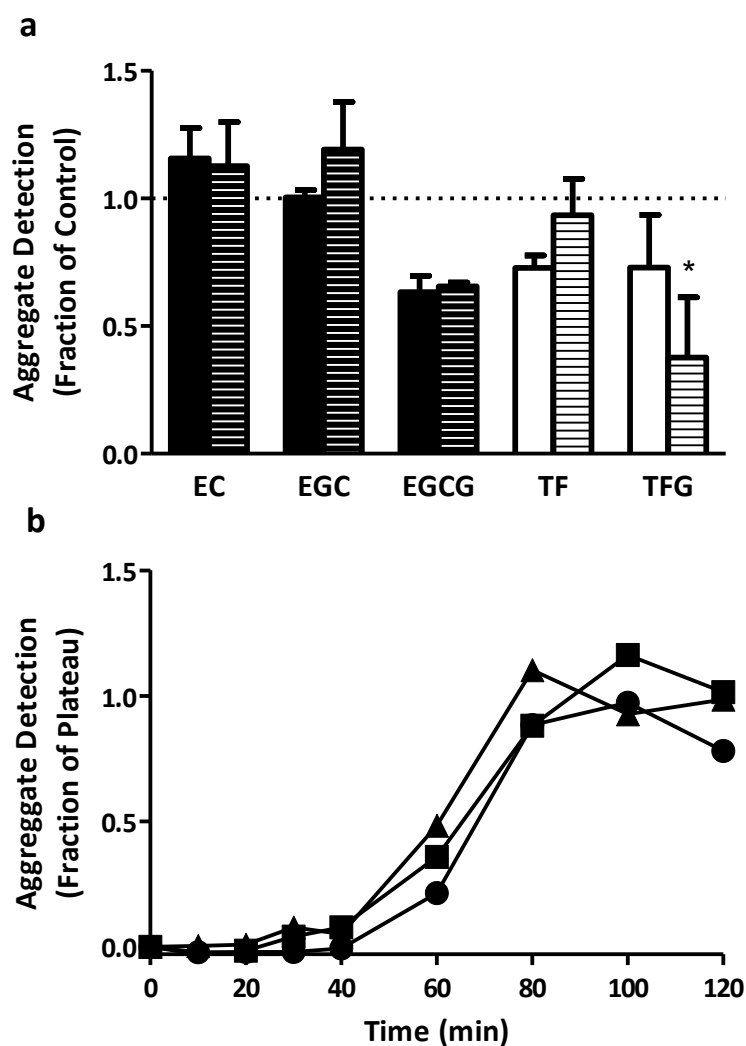 a
Aggregate Detection
(Fraction of Control)
1.5
1.0
0.5
0.0
*
EC EGC EGCG TF TFG
b
Aggreggate Detection
(Fraction of Plateau)
1.5
1.0
0.5
0.0
0 20 40 60 80 100 120
Time (min)